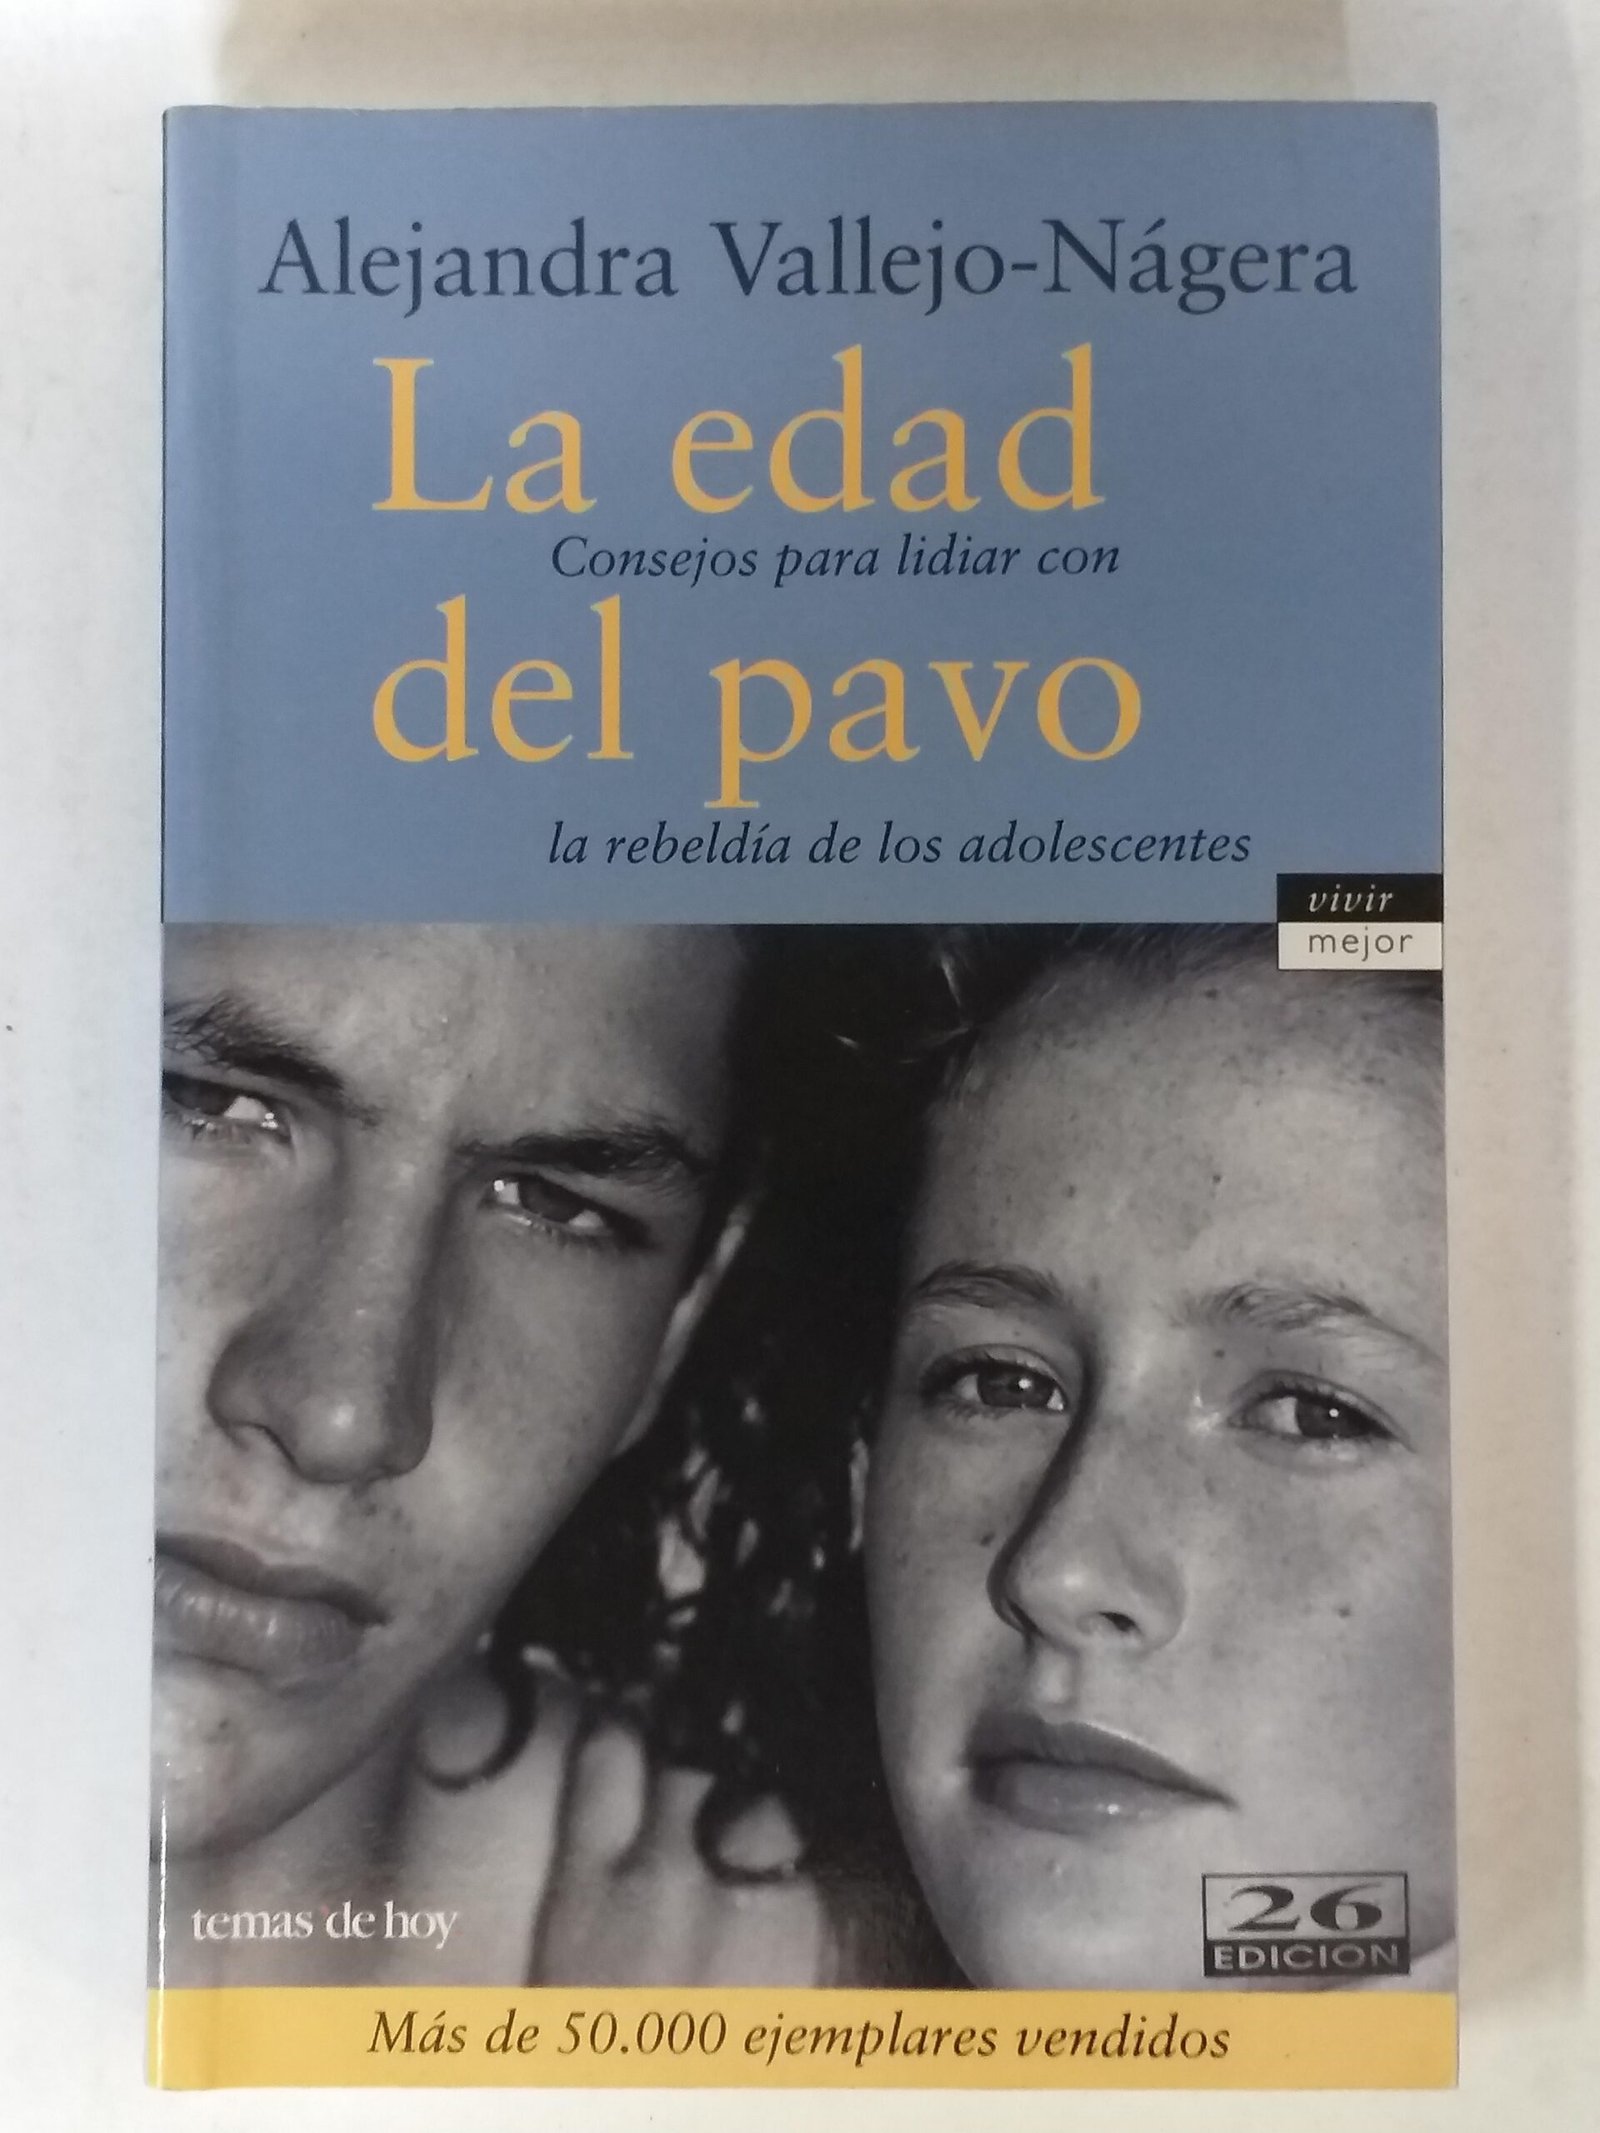 Alejandra Vallejo-Nágera
La edad
Consejos para lidiar con
del pavo
la rebeldía de los adolescentes
vivir
mejor
temas de hoy
26
EDICION
Más de 50.000 ejemplares vendidos